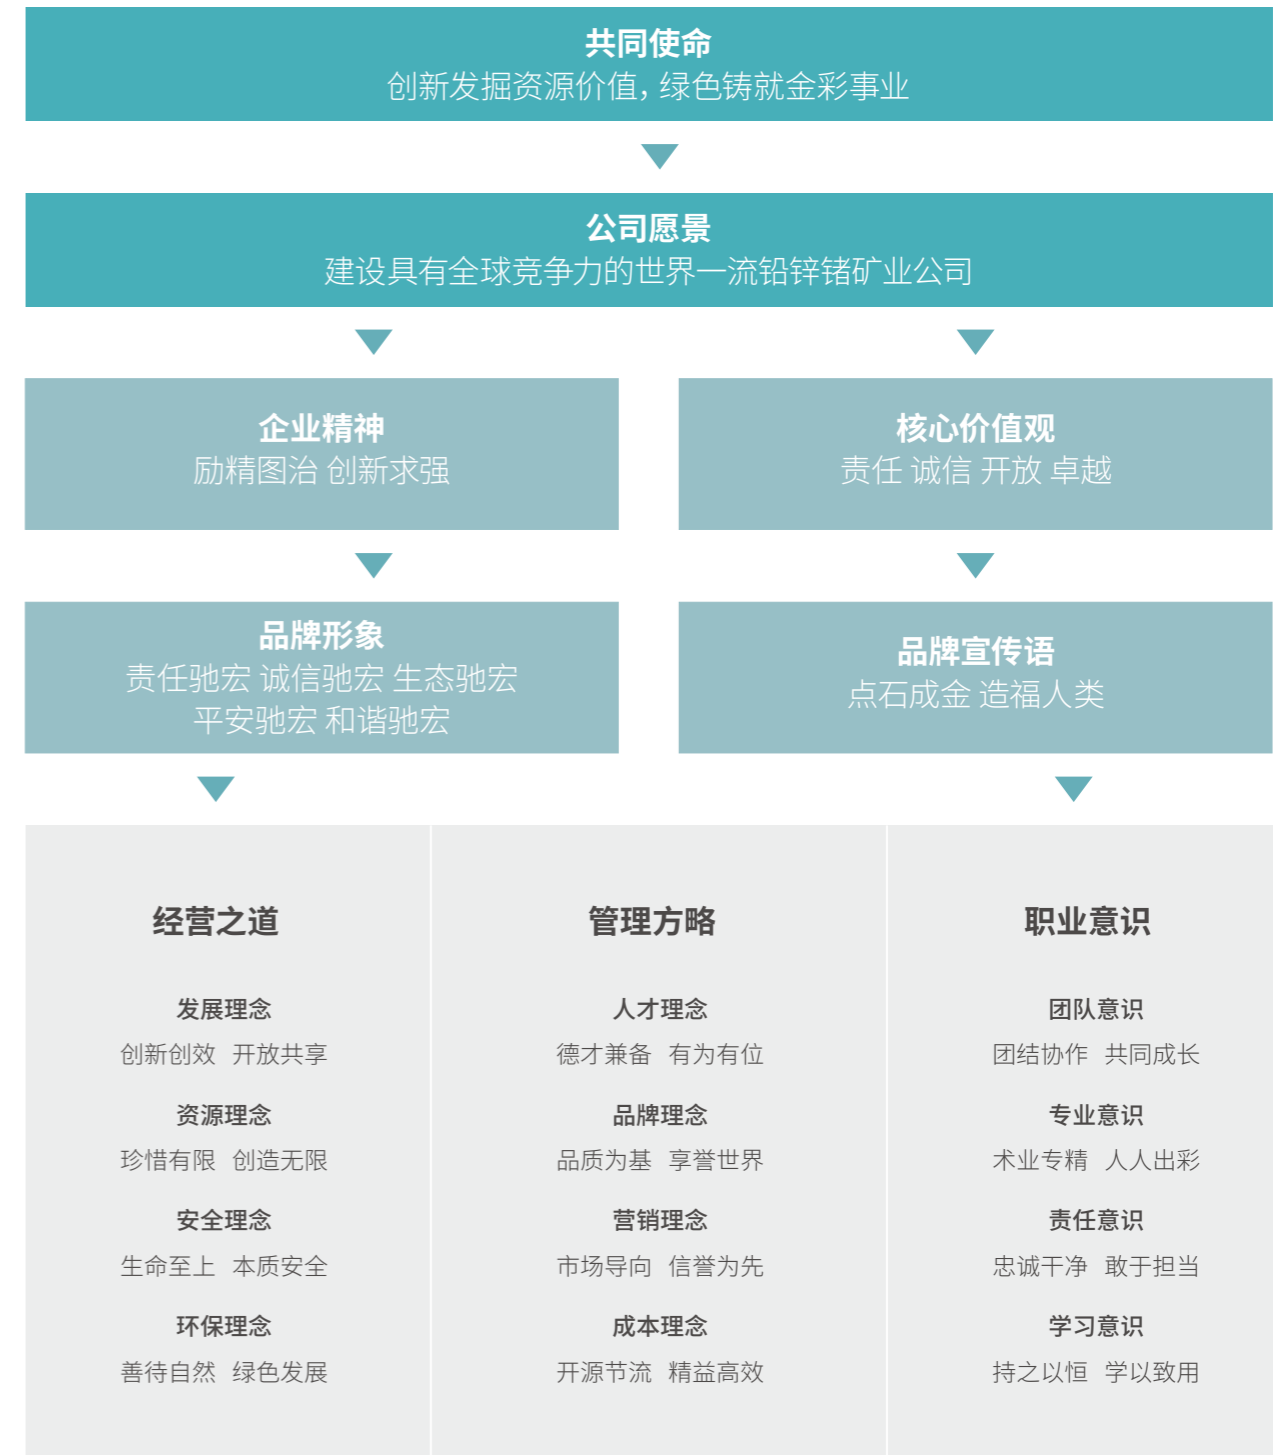 共同使命
创新发掘资源价值，绿色铸就金彩事业
公司愿景
建设具有全球竞争力的世界一流铅锌锗矿业公司
企业精神
励精图治 创新求强
核心价值观
责任 诚信 开放 卓越
品牌形象
责任驰宏 诚信驰宏 生态驰宏
平安驰宏 和谐驰宏
品牌宣传语
点石成金 造福人类
经营之道
发展理念
创新创效 开放共享
资源理念
珍惜有限 创造无限
安全理念
生命至上 本质安全
环保理念
善待自然 绿色发展
管理方略
人才理念
德才兼备 有为有位
品牌理念
品质为基 享誉世界
营销理念
市场导向 信誉为先
成本理念
开源节流 精益高效
职业意识
团队意识
团结协作 共同成长
专业意识
术业专精 人人出彩
责任意识
忠诚干净 敢于担当
学习意识
持之以恒 学以致用